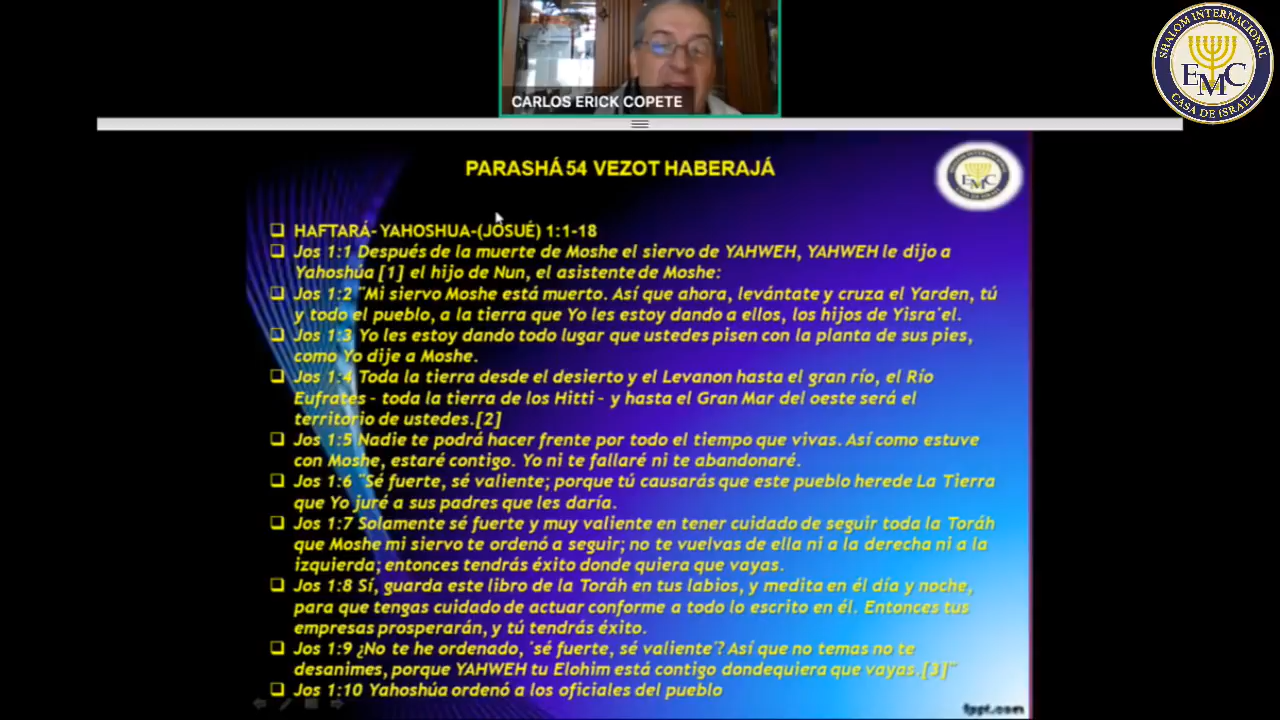 CARLOS ERICK COPETE
SHALOM INTERNACIONAL
EMC
CASA DE ISRAEL
PARASHÁ 54 VEZOT HABERAJÁ
EMC
HAFTARÁ- YAHOSHUA-(JOSUÉ) 1:1-18
Jos 1:1 Después de la muerte de Moshe el siervo de YAHWEH, YAHWEH le dijo a
Yahoshúa [1] el hijo de Nun, el asistente de Moshe:
Jos 1:2 "Mi siervo Moshe está muerto. Así que ahora, levántate y cruza el Yarden, tú
y todo el pueblo, a la tierra que Yo les estoy dando a ellos, los hijos de Yisra'el.
Jos 1:3 Yo les estoy dando todo lugar que ustedes pisen con la planta de sus pies,
como Yo dije a Moshe.
Jos 1:4 Toda la tierra desde el desierto y el Levanon hasta el gran río, el Río
Eufrates – toda la tierra de los Hitti – y hasta el Gran Mar del oeste será el
territorio de ustedes.[2]
Jos 1:5 Nadie te podrá hacer frente por todo el tiempo que vivas. Así como estuve
con Moshe, estaré contigo. Yo ni te fallaré ni te abandonaré.
Jos 1:6 "Sé fuerte, sé valiente; porque tú causarás que este pueblo herede La Tierra
que Yo juré a sus padres que les daría.
Jos 1:7 Solamente sé fuerte y muy valiente en tener cuidado de seguir toda la Toráh
que Moshe mi siervo te ordenó a seguir; no te vuelvas de ella ni a la derecha ni a la
izquierda; entonces tendrás éxito donde quiera que vayas.
Jos 1:8 Sí, guarda este libro de la Toráh en tus labios, y medita en él día y noche,
para que tengas cuidado de actuar conforme a todo lo escrito en él. Entonces tus
empresas prosperarán, y tú tendrás éxito.
Jos 1:9 ¿No te he ordenado, 'sé fuerte, sé valiente'? Así que no temas no te
desanimes, porque YAHWEH tu Elohim está contigo dondequiera que vayas.[3]"
Jos 1:10 Yahoshúa ordenó a los oficiales del pueblo
fppt.com